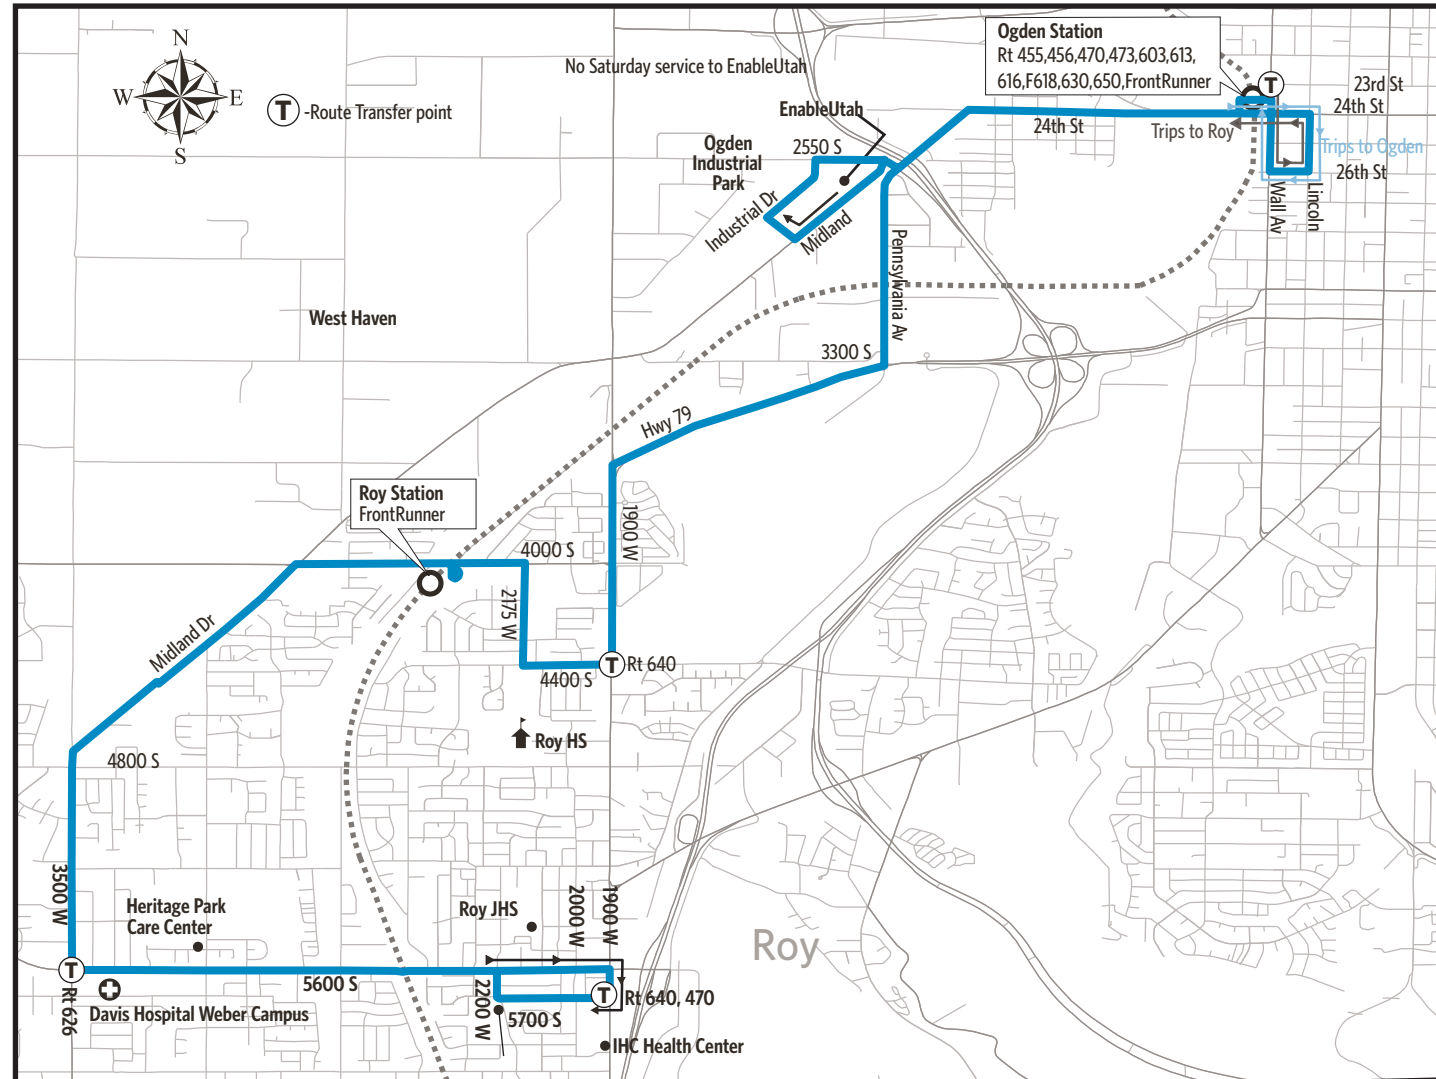 N
W
E
S
T
-Route Transfer point
No Saturday service to EnableUtah
Ogden Station
Rt 455,456,470,473,603,613,
616,F618,630,650,FrontRunner
T
23rd St
24th St
24th St
Trips to Roy
Trips to Ogden
26th St
Wall Av
Lincoln
EnableUtah
Ogden
Industrial
Park
2550 S
Industrial Dr
Midland
Pennsylvania Av
West Haven
3300 S
Hwy 79
Roy Station
FrontRunner
1900 W
4000 S
2175 W
Midland Dr
T
Rt 640
4400 S
Roy HS
4800 S
3500 W
Heritage Park
Care Center
Roy JHS
2000 W
1900 W
Roy
T
Rt 626
5600 S
Davis Hospital Weber Campus
2200 W
5700 S
T
Rt 640, 470
IHC Health Center